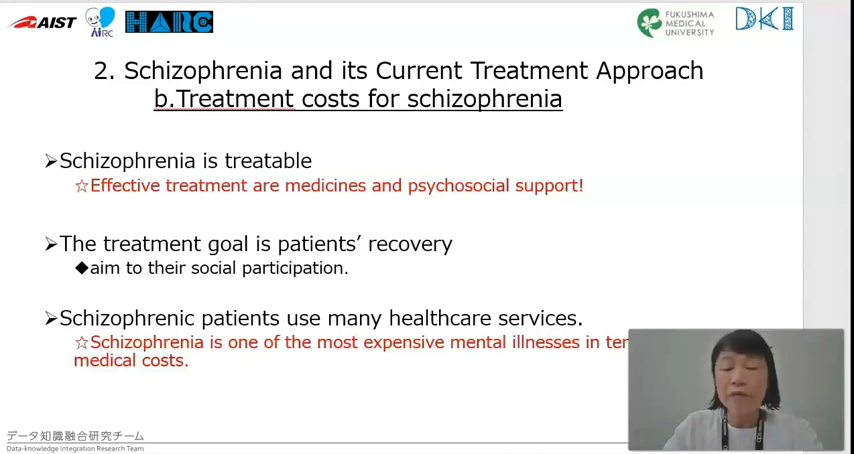 AIST
AIRC
HARC
FUKUSHIMA
MEDICAL
UNIVERSITY
DKI
2. Schizophrenia and its Current Treatment Approach
b.Treatment costs for schizophrenia
➢Schizophrenia is treatable
☆Effective treatment are medicines and psychosocial support!
➢The treatment goal is patients’ recovery
◆aim to their social participation.
➢Schizophrenic patients use many healthcare services.
☆Schizophrenia is one of the most expensive mental illnesses in
medical costs.
データ知識融合研究チーム
Data-knowledge Integration Research Team